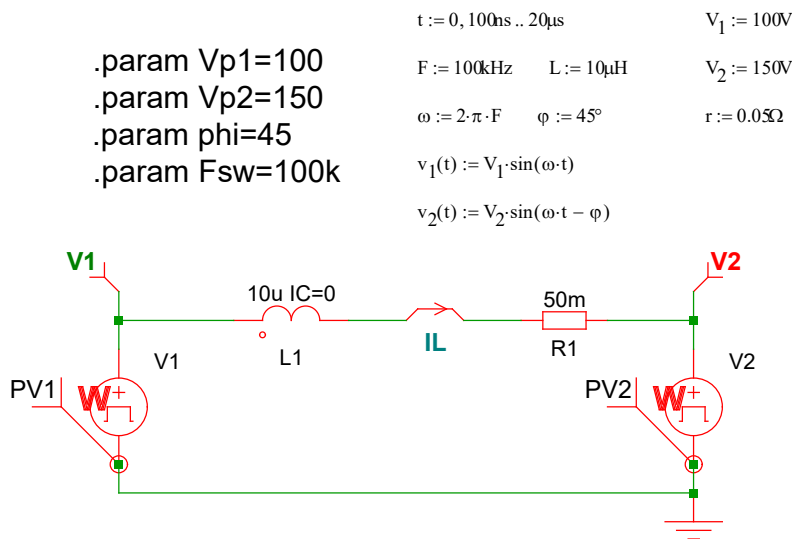 .param Vp1=100
.param Vp2=150
.param phi=45
.param Fsw=100k
t := 0, 100ns .. 20μs
V1 := 100V
F := 100kHz
L := 10μH
V2 := 150V
ω := 2·π·F
φ := 45°
r := 0.05Ω
v1(t) := V1·sin(ω·t)
v2(t) := V2·sin(ω·t − φ)
V1
V2
10u IC=0
50m
IL
L1
R1
V1
V2
PV1
W
PV2
W